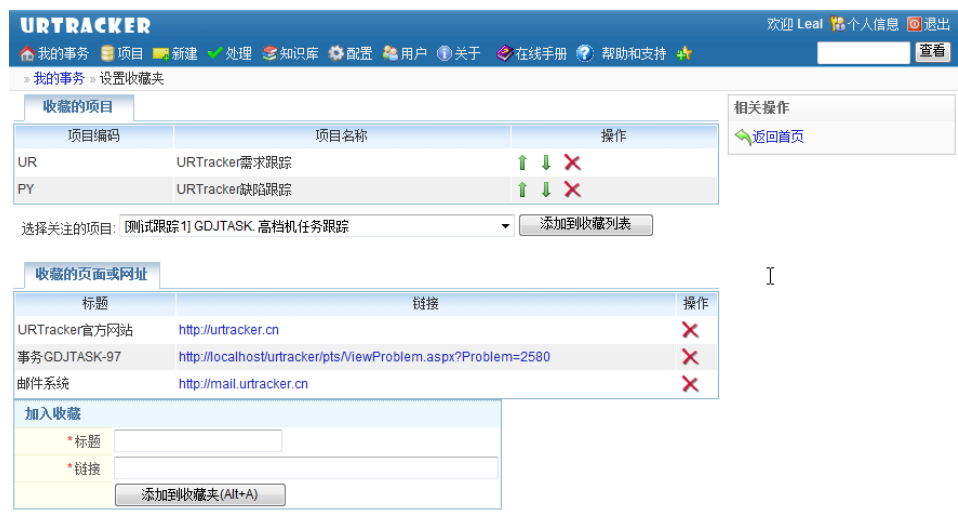 URTRACKER
欢迎 Leal 个人信息 退出
我的事务 项目 新建 处理 知识库 配置 用户 关于 在线手册 帮助和支持 查看
» 我的事务 » 设置收藏夹
收藏的项目
项目编码 项目名称 操作
UR URTracker需求跟踪
PY URTracker缺陷跟踪
选择关注的项目: [测试跟踪1] GDJTASK. 高档机任务跟踪 添加到收藏列表
收藏的页面或网址
标题 链接 操作
URTracker官方网站 http://urtracker.cn
事务GDJTASK-97 http://localhost/urtracker/pts/ViewProblem.aspx?Problem=2580
邮件系统 http://mail.urtracker.cn
加入收藏
*标题
*链接
添加到收藏夹(Alt+A)
相关操作
返回首页